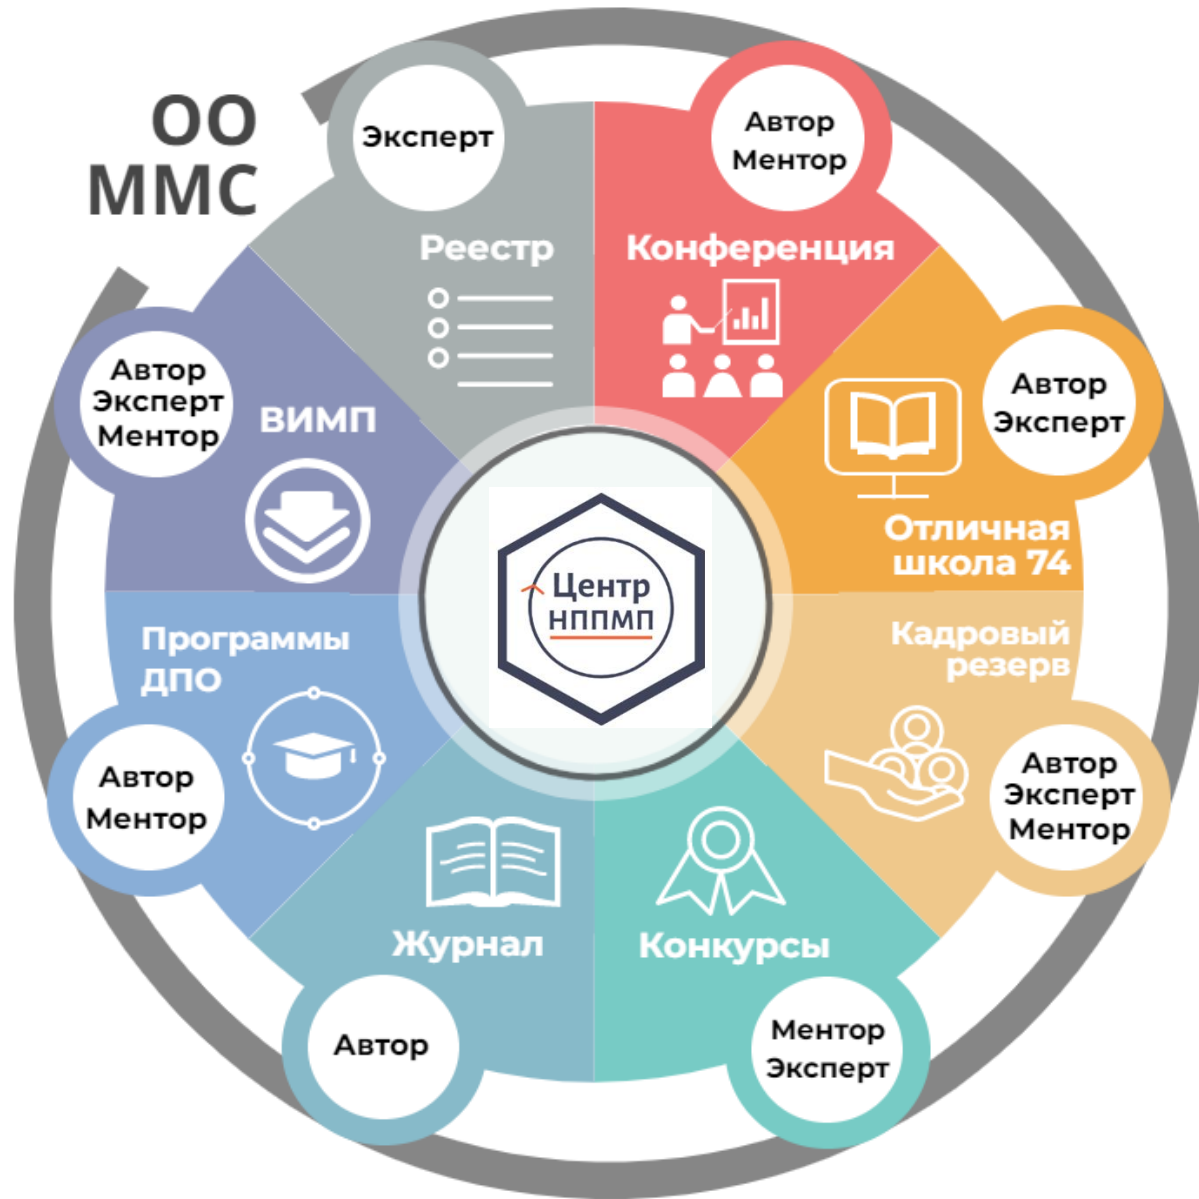 ОО
ММС
Эксперт
Реестр
Автор
Ментор
Конференция
Автор
Эксперт
Отличная
школа 74
Кадровый
резерв
Автор
Эксперт
Ментор
Конкурсы
Ментор
Эксперт
Журнал
Автор
Программы
ДПО
Автор
Ментор
Автор
Эксперт
Ментор
ВИМП
Центр
НППМП